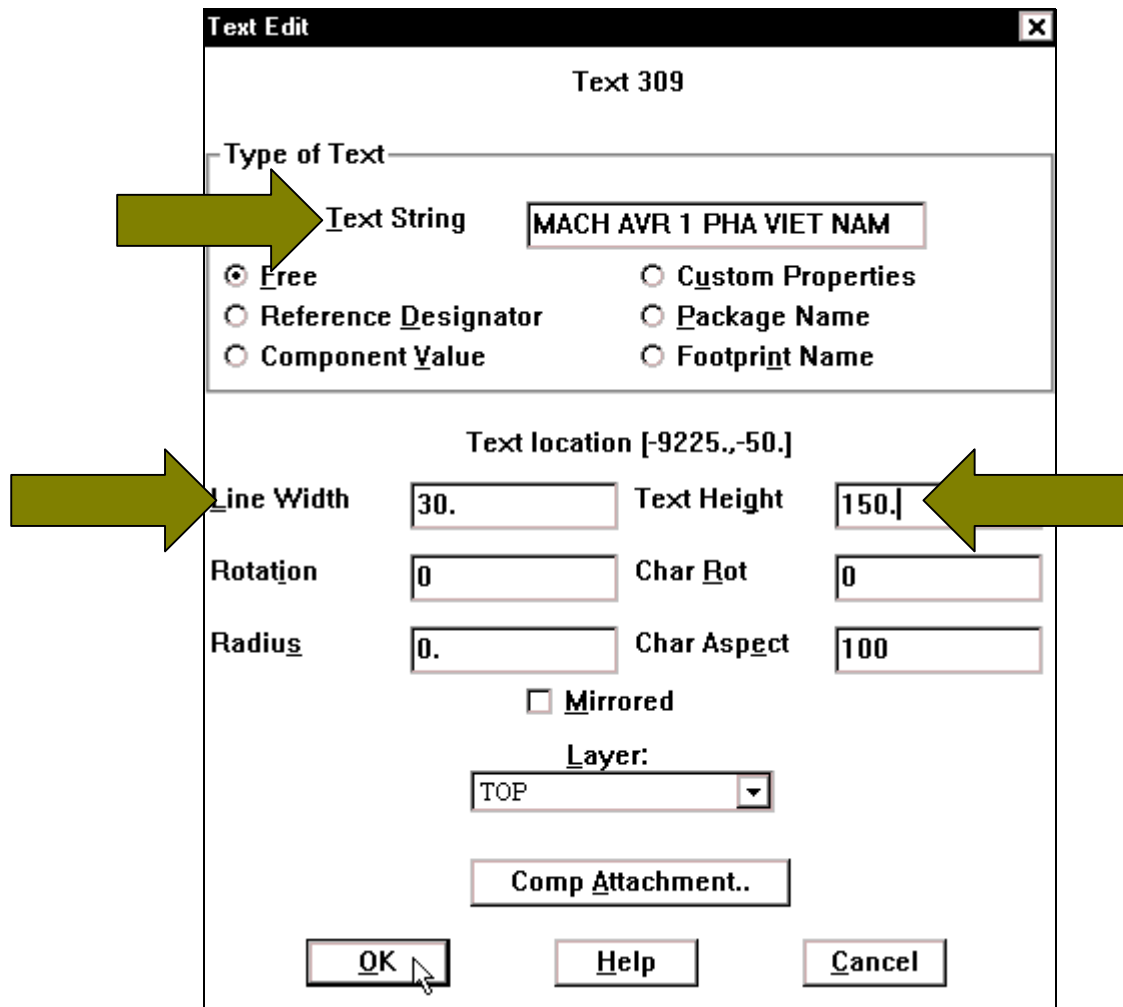 Text Edit
Text 309
Type of Text
Text String MACH AVR 1 PHA VIET NAM
Free Custom Properties
Reference Designator Package Name
Component Value Footprint Name
Text location [-9225.,-50.]
Line Width 30. Text Height 150.
Rotation 0 Char Rot 0
Radius 0. Char Aspect 100
Mirrored
Layer:
TOP
Comp Attachment..
OK Help Cancel